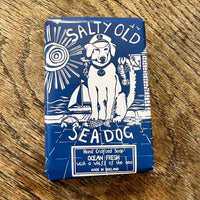 SALTY OLD
SEA DOG
Hand Crafted Soap
OCEAN FRESH
with a whiff of the sea
MADE IN ENGLAND